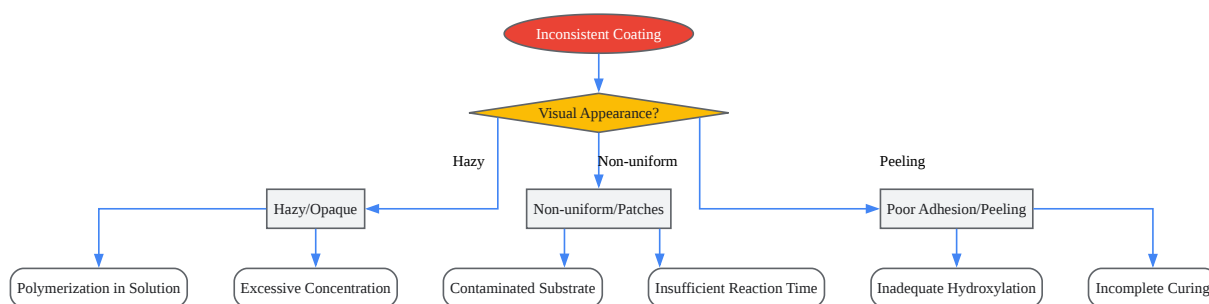 Inconsistent Coating
Visual Appearance?
Hazy
Non-uniform
Peeling
Hazy/Opaque
Non-uniform/Patches
Poor Adhesion/Peeling
Polymerization in Solution
Excessive Concentration
Contaminated Substrate
Insufficient Reaction Time
Inadequate Hydroxylation
Incomplete Curing